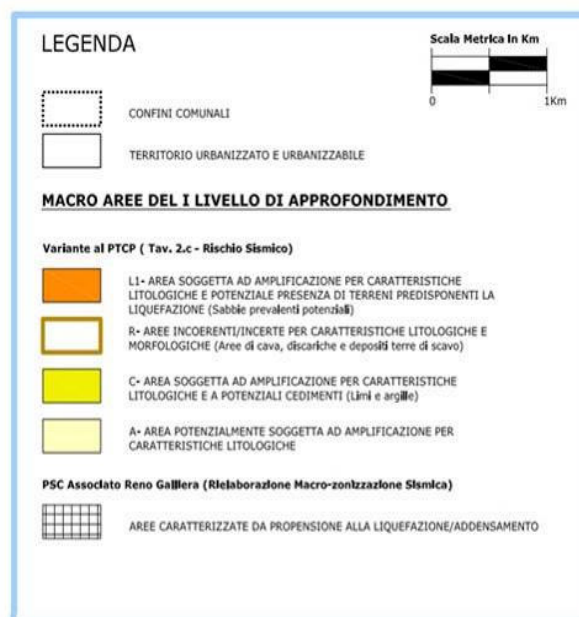 LEGENDA
Scala Metrica in Km
0 1Km
CONFINI COMUNALI
TERRITORIO URBANIZZATO E URBANIZZABILE
MACRO AREE DEL I LIVELLO DI APPROFONDIMENTO
Variante al PTCP ( Tav. 2.c - Rischio Sismico)
L1- AREA SOGGETTA AD AMPLIFICAZIONE PER CARATTERISTICHE
LITOLOGICHE E POTENZIALE PRESENZA DI TERRENI PREDISPONENTI LA
LIQUEFAZIONE (Sabbie prevalenti potenziali)
R- AREE INCOERENTI/INCERTE PER CARATTERISTICHE LITOLOGICHE E
MORFOLOGICHE (Aree di cava, discariche e depositi terre di scavo)
C- AREA SOGGETTA AD AMPLIFICAZIONE PER CARATTERISTICHE
LITOLOGICHE E A POTENZIALI CEDIMENTI (Limi e argille)
A- AREA POTENZIALMENTE SOGGETTA AD AMPLIFICAZIONE PER
CARATTERISTICHE LITOLOGICHE
PSC Associato Reno Galliera (Rielaborazione Macro-zonizzazione Sismica)
AREE CARATTERIZZATE DA PROPENSIONE ALLA LIQUEFAZIONE/ADDENSAMENTO